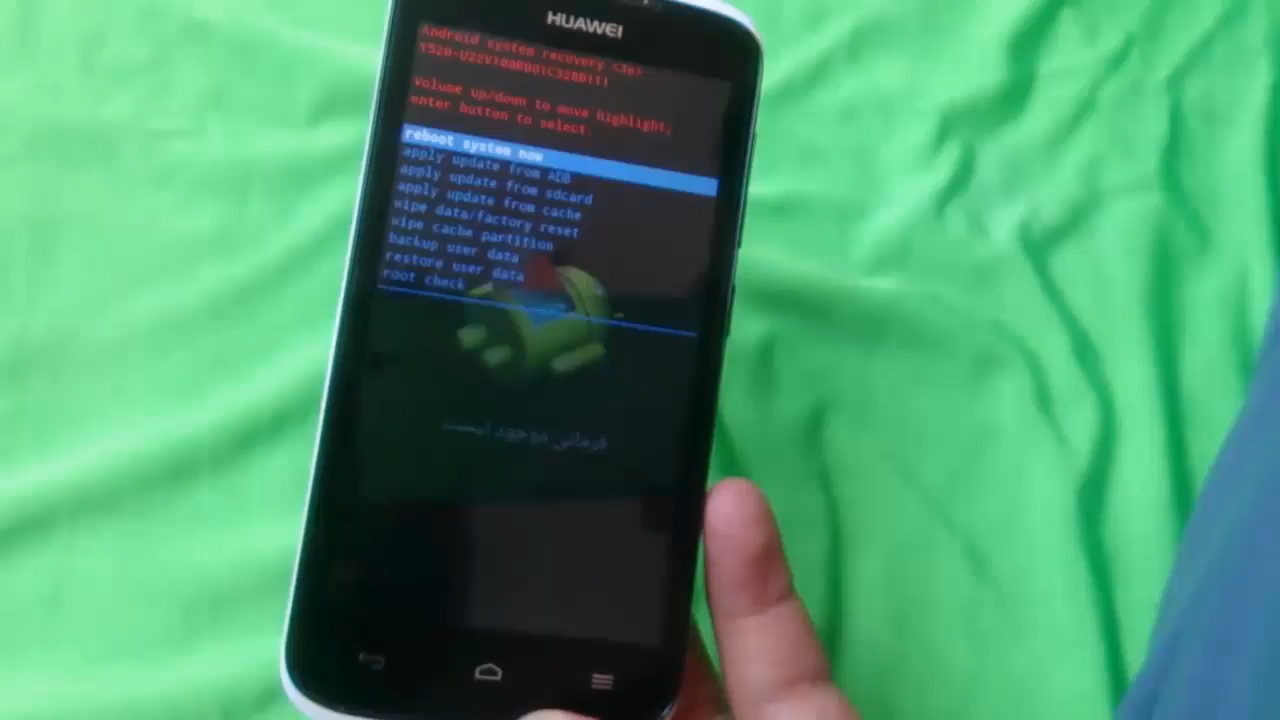 HUAWEI
Android system recovery <3e>
Volume up/down to move highlight,
enter button to select.
reboot system now
apply update from ADB
apply update from sdcard
apply update from cache
wipe data/factory reset
wipe cache partition
backup user data
restore user data
root check
فرمانی موجود نیست